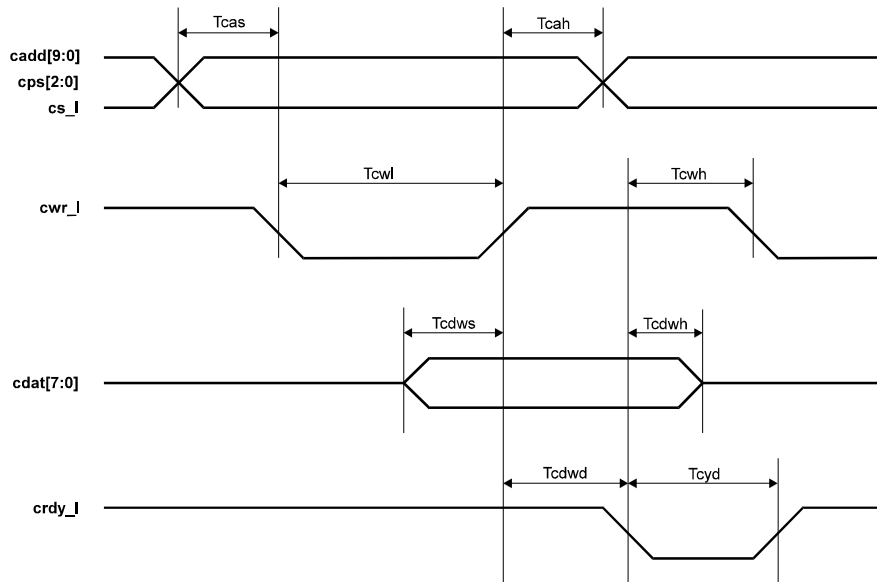 Tcas
Tcah
cadd[9:0]
cps[2:0]
cs_l
Tcwl
Tcwh
cwr_l
Tcdws
Tcdwh
cdat[7:0]
Tcdwd
Tcyd
crdy_l